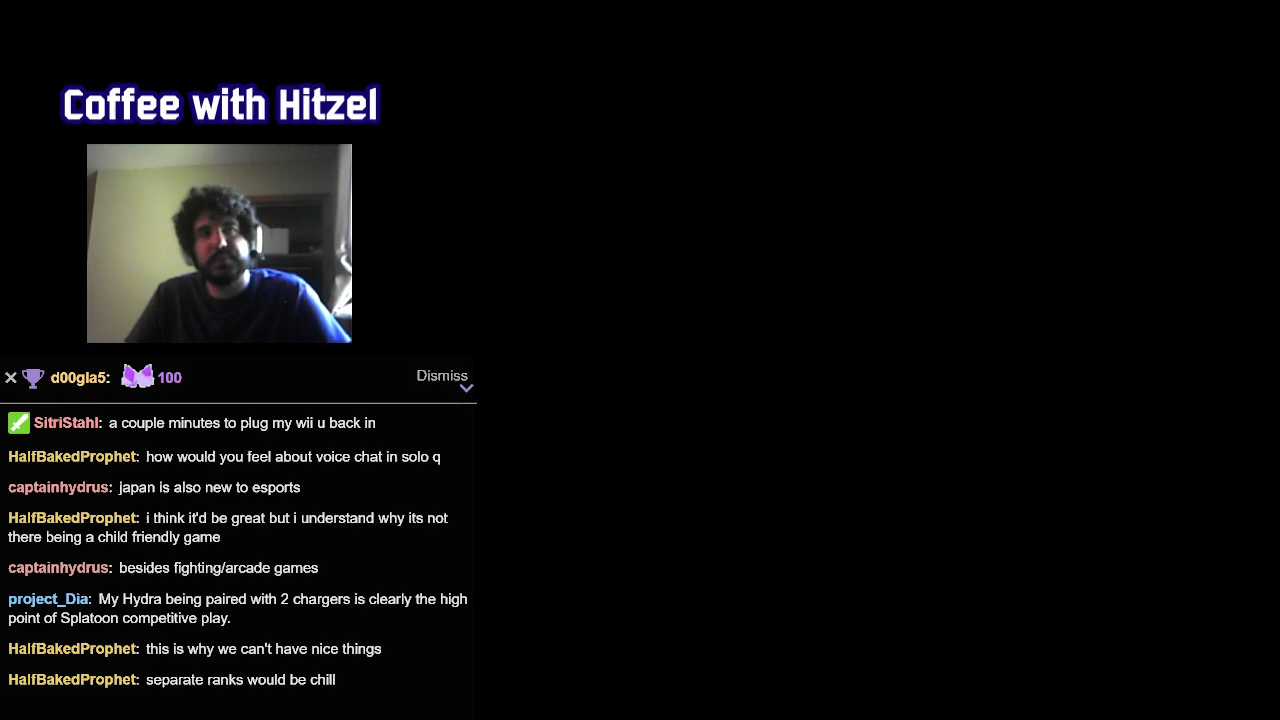 Coffee with Hitzel
d00gla5: 100 Dismiss
SitriStahl: a couple minutes to plug my wii u back in
HalfBakedProphet: how would you feel about voice chat in solo q
captainhydrus: japan is also new to esports
HalfBakedProphet: i think it'd be great but i understand why its not
there being a child friendly game
captainhydrus: besides fighting/arcade games
project_Dia: My Hydra being paired with 2 chargers is clearly the high
point of Splatoon competitive play.
HalfBakedProphet: this is why we can't have nice things
HalfBakedProphet: separate ranks would be chill